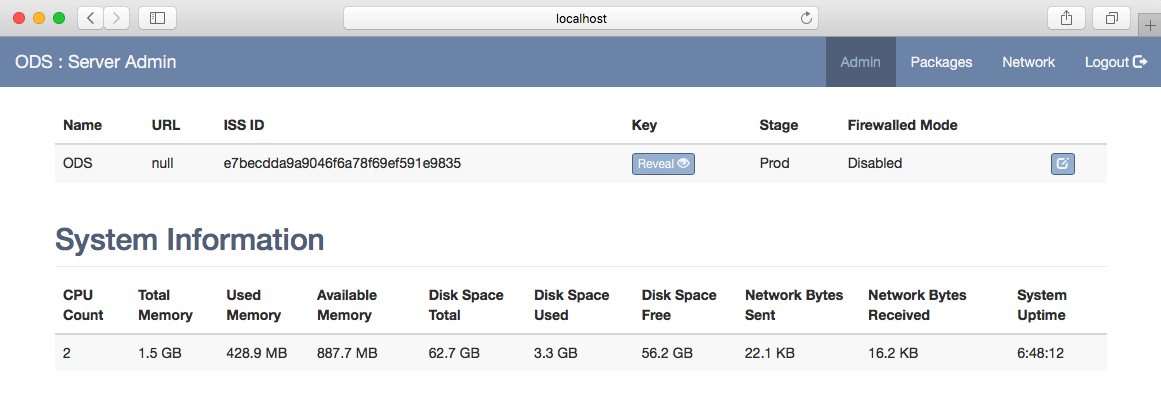 localhost
ODS : Server Admin Admin Packages Network Logout
Name URL ISS ID Key Stage Firewalled Mode
ODS null e7becdda9a9046f6a78f69ef591e9835 Reveal Prod Disabled
System Information
CPU Total Used Available Disk Space Disk Space Disk Space Network Bytes Network Bytes System
Count Memory Memory Memory Total Used Free Sent Received Uptime
2 1.5 GB 428.9 MB 887.7 MB 62.7 GB 3.3 GB 56.2 GB 22.1 KB 16.2 KB 6:48:12